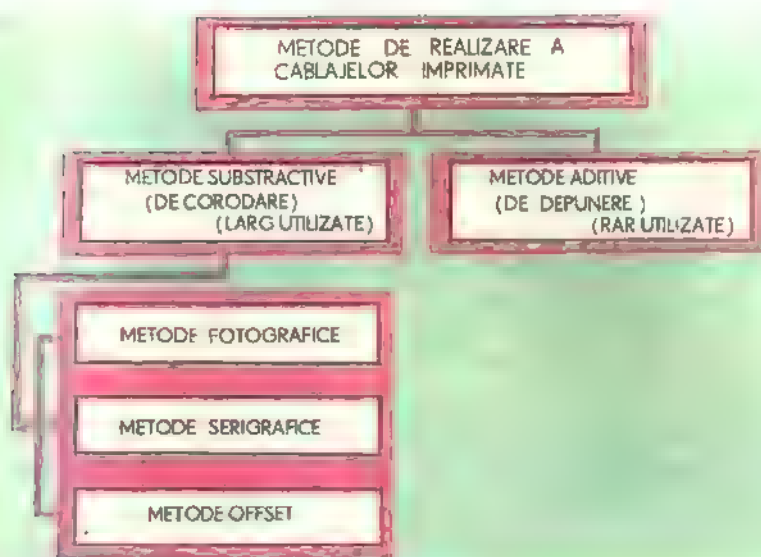 METODE DE REALIZARE A
CABLAJELOR IMPRIMATE
METODE SUBSTRACTIVE
(DE CORODARE)
(LARG UTILIZATE)
METODE ADITIVE
(DE DEPUNERE)
(RAR UTILIZATE)
METODE FOTOGRAFICE
METODE SERIGRAFICE
METODE OFFSET